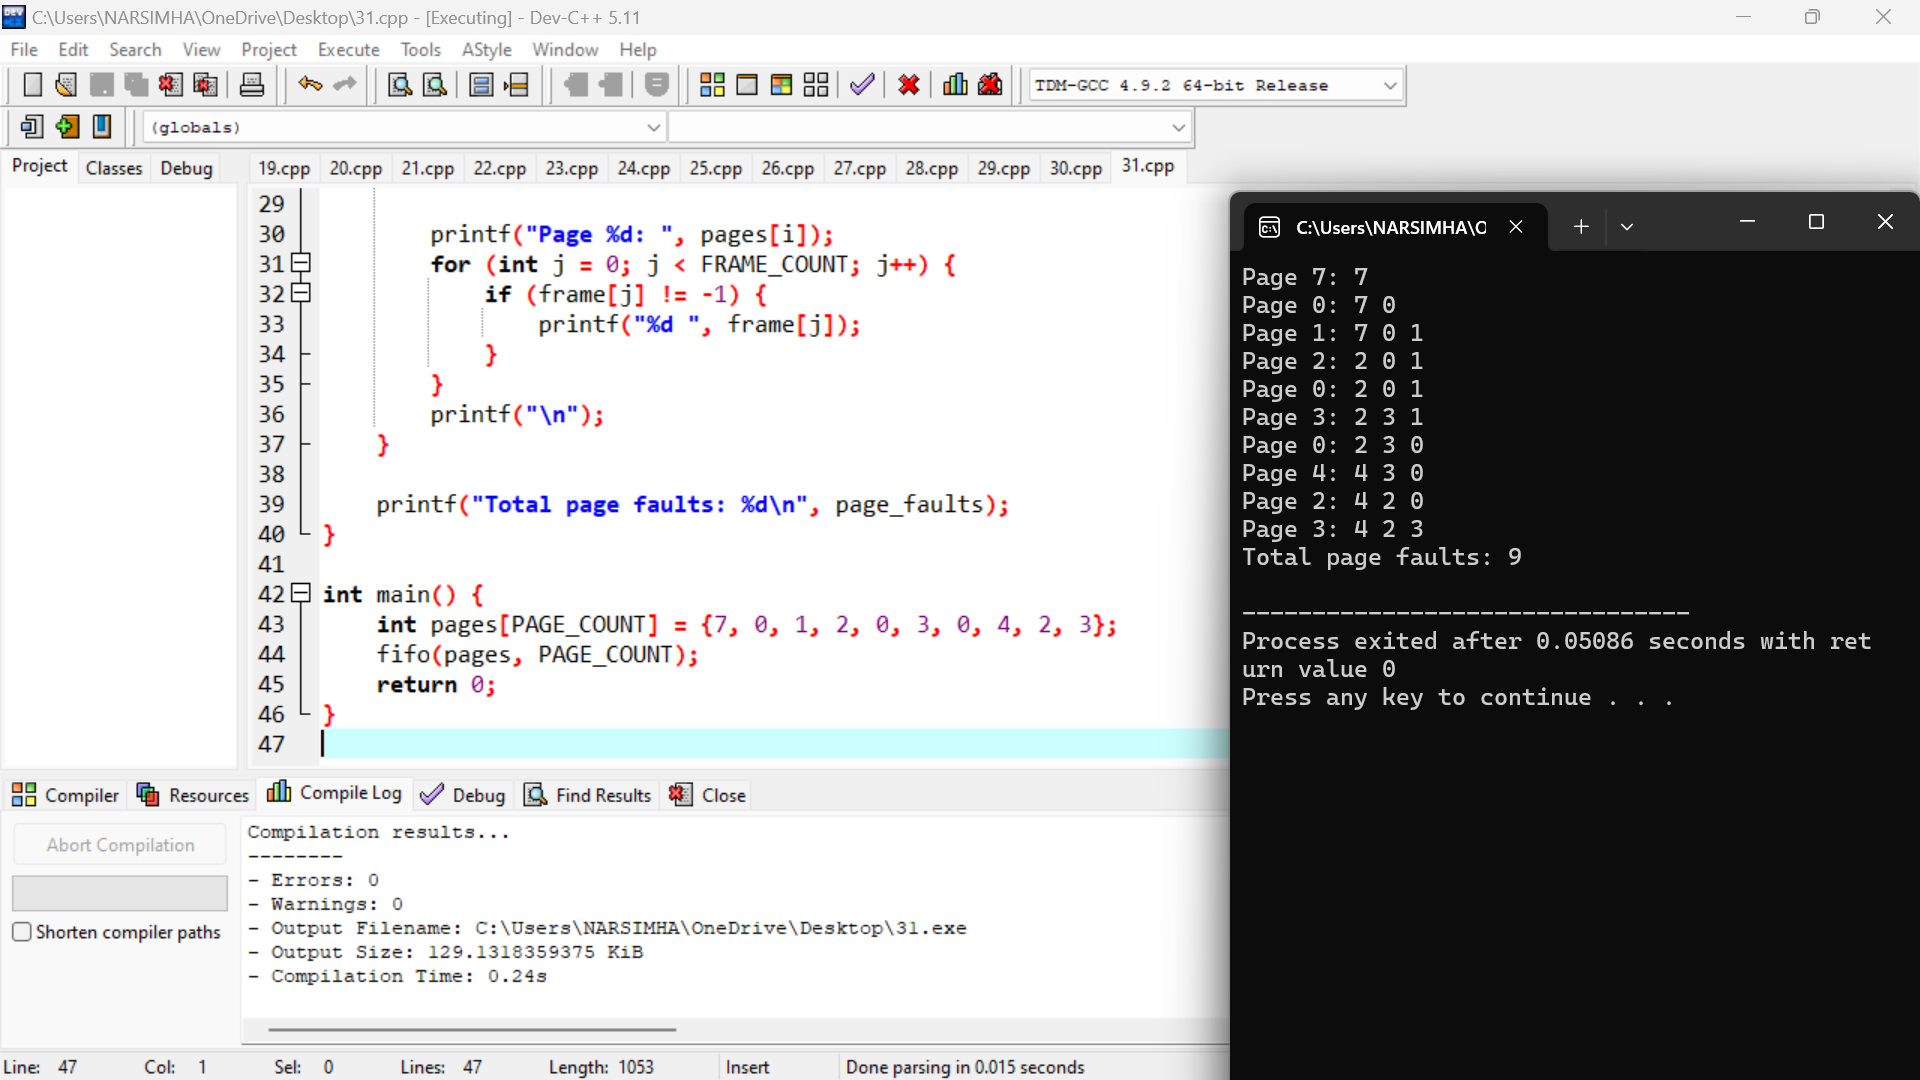 C:\Users\NARSIMHA\OneDrive\Desktop\31.cpp - [Executing] - Dev-C++ 5.11
File Edit Search View Project Execute Tools AStyle Window Help
TDM-GCC 4.9.2 64-bit Release
(globals)
Project Classes Debug
19.cpp 20.cpp 21.cpp 22.cpp 23.cpp 24.cpp 25.cpp 26.cpp 27.cpp 28.cpp 29.cpp 30.cpp 31.cpp
29
30 printf("Page %d: ", pages[i]);
31 for (int j = 0; j < FRAME_COUNT; j++) {
32 if (frame[j] != -1) {
33 printf("%d ", frame[j]);
34 }
35 }
36 printf("\n");
37 }
38
39 printf("Total page faults: %d\n", page_faults);
40 }
41
42 int main() {
43 int pages[PAGE_COUNT] = {7, 0, 1, 2, 0, 3, 0, 4, 2, 3};
44 fifo(pages, PAGE_COUNT);
45 return 0;
46 }
47
C:\Users\NARSIMHA\O
Page 7: 7
Page 0: 7 0
Page 1: 7 0 1
Page 2: 2 0 1
Page 0: 2 0 1
Page 3: 2 3 1
Page 0: 2 3 0
Page 4: 4 3 0
Page 2: 4 2 0
Page 3: 4 2 3
Total page faults: 9
--------------------------------
Process exited after 0.05086 seconds with ret
urn value 0
Press any key to continue . . .
Compiler Resources Compile Log Debug Find Results Close
Abort Compilation
Shorten compiler paths
Compilation results...
--------
- Errors: 0
- Warnings: 0
- Output Filename: C:\Users\NARSIMHA\OneDrive\Desktop\31.exe
- Output Size: 129.1318359375 KiB
- Compilation Time: 0.24s
Line: 47 Col: 1 Sel: 0 Lines: 47 Length: 1053 Insert Done parsing in 0.015 seconds